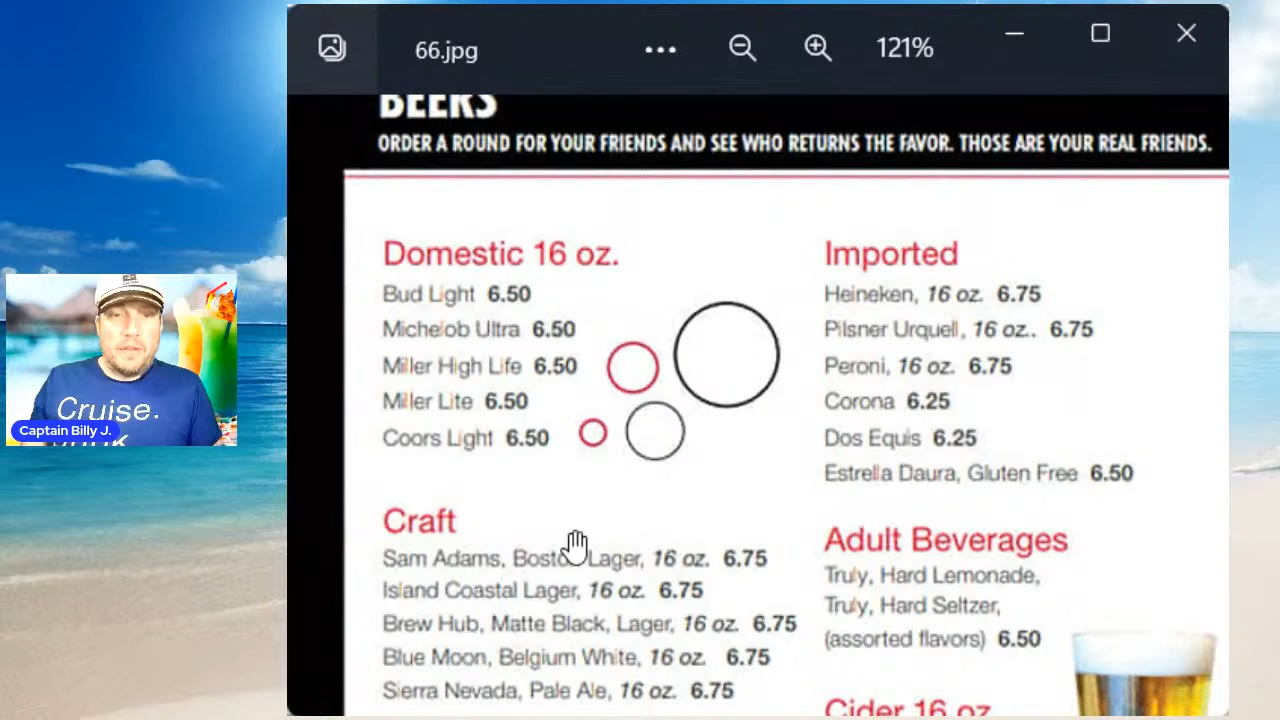 66.jpg
121%
BEERS
ORDER A ROUND FOR YOUR FRIENDS AND SEE WHO RETURNS THE FAVOR. THOSE ARE YOUR REAL FRIENDS.
Domestic 16 oz.
Bud Light 6.50
Michelob Ultra 6.50
Miller High Life 6.50
Miller Lite 6.50
Coors Light 6.50
Craft
Sam Adams, Boston Lager, 16 oz. 6.75
Island Coastal Lager, 16 oz. 6.75
Brew Hub, Matte Black, Lager, 16 oz. 6.75
Blue Moon, Belgium White, 16 oz. 6.75
Sierra Nevada, Pale Ale, 16 oz. 6.75
Imported
Heineken, 16 oz. 6.75
Pilsner Urquell, 16 oz.. 6.75
Peroni, 16 oz. 6.75
Corona 6.25
Dos Equis 6.25
Estrella Daura, Gluten Free 6.50
Adult Beverages
Truly, Hard Lemonade,
Truly, Hard Seltzer,
(assorted flavors) 6.50
Cider 16 oz
Cruise.
Captain Billy J.